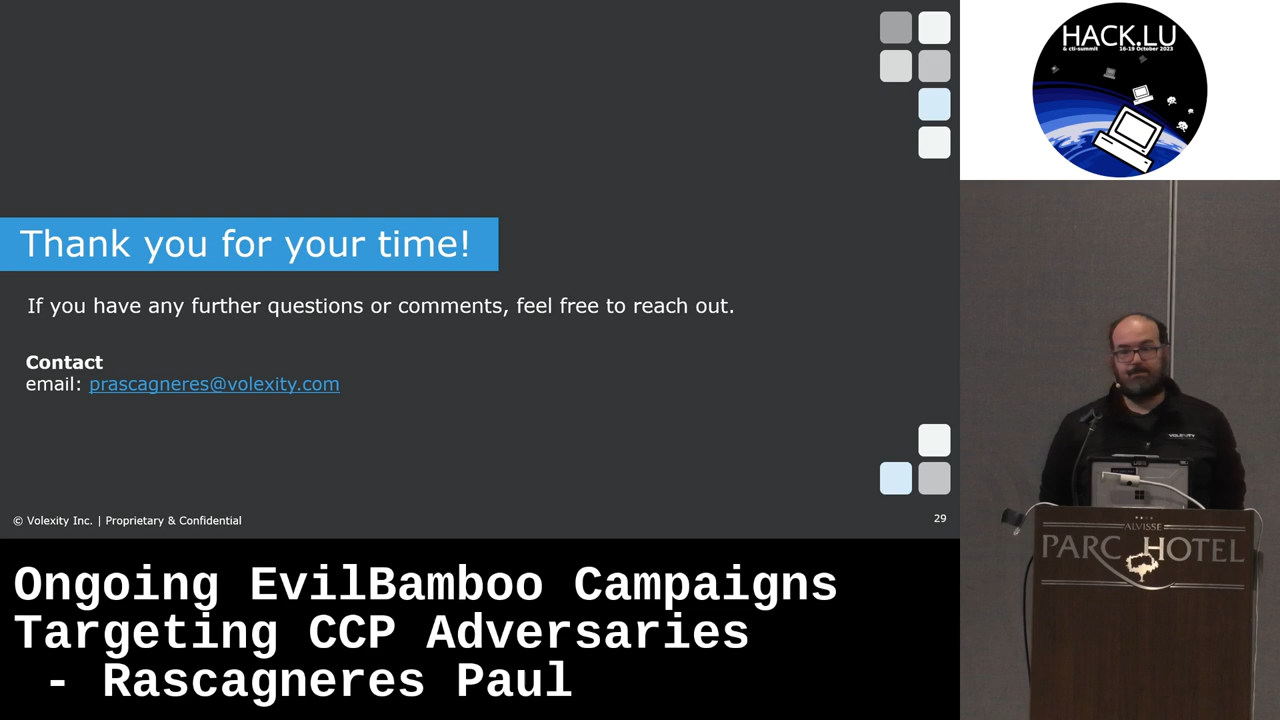 Thank you for your time!
If you have any further questions or comments, feel free to reach out.
Contact
email: prascagneres@volexity.com
© Volexity Inc. | Proprietary & Confidential
29
HACK.LU
& cti-summit 16-19 October 2023
VOLEXITY
ALVISSE
PARC HOTEL
Ongoing EvilBamboo Campaigns
Targeting CCP Adversaries
- Rascagneres Paul